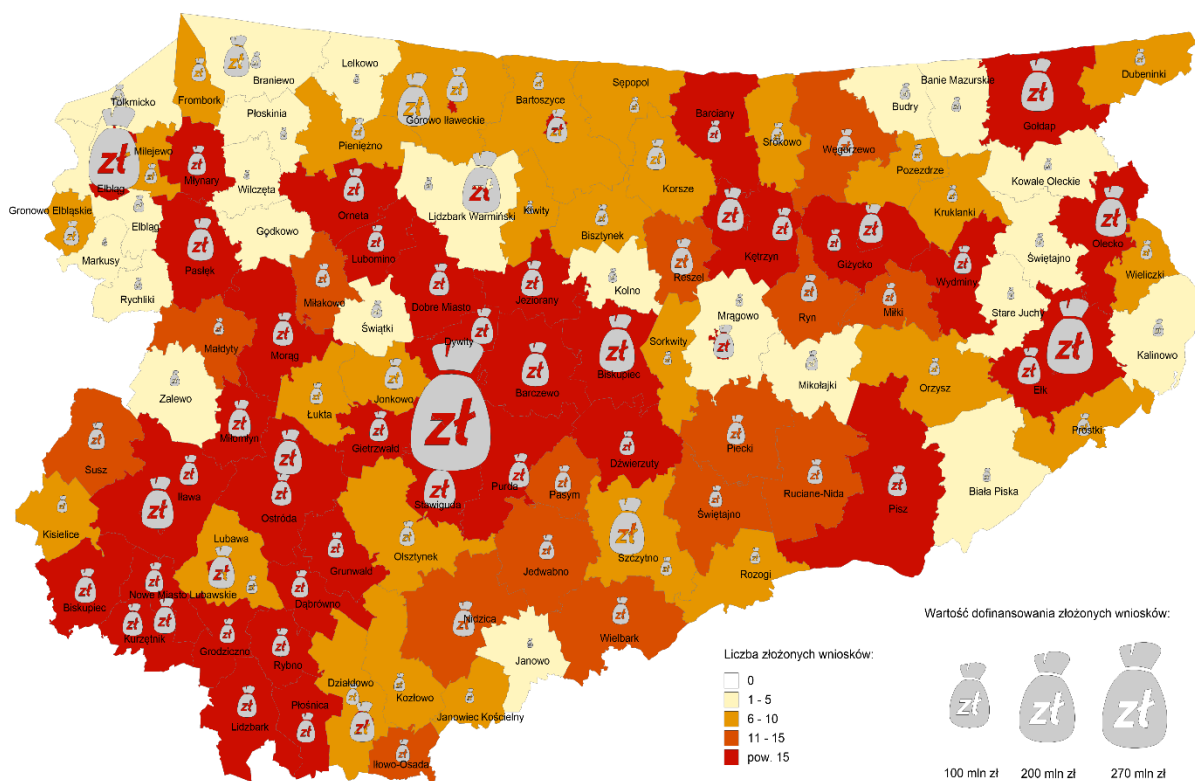 Lelkowo
Braniewo
Dubeninki
Sępopol
Banie Mazurskie
Frombork
Bartoszyce
Budry
Tolkmicko
Płoskinia
Górowo Iławeckie
Barciany
Gołdap
Milejewo
Pieniężno
Srokowo
Węgorzewo
Pozezdrze
Młynary
Kowale Oleckie
Elbląg
Wilczęta
Korsze
Orneta
Kruklanki
Gronowo Elbląskie
Lidzbark Warmiński
Kiwity
Elbląg
Godkowo
Bisztynek
Olecko
Pasłęk
Lubomino
Kętrzyn
Giżycko
Świętajno
Markusy
Reszel
Wieliczki
Rychliki
Miłakowo
Dobre Miasto
Jeziorany
Kolno
Wydminy
Stare Juchy
Świątki
Mrągowo
Ryn
Miłki
Małdyty
Morąg
Dywity
Sorkwity
Kalinowo
Biskupiec
Ełk
Zalewo
Jonkowo
Barczewo
Mikołajki
Orzysz
Łukta
Miłomłyn
Gietrzwałd
Prostki
Susz
Dźwierzuty
Piecki
Iława
Purda
Pasym
Ruciane-Nida
Biała Piska
Stawiguda
Pisz
Ostróda
Świętajno
Kisielice
Lubawa
Olsztynek
Szczytno
Grunwald
Jedwabno
Rozogi
Biskupiec
Nowe Miasto Lubawskie
Dąbrówno
Kurzętnik
Nidzica
Wielbark
Grodziczno
Rybno
Janowo
Działdowo
Kozłowo
Płośnica
Janowiec Kościelny
Lidzbark
Iłowo-Osada
zł
Liczba złożonych wniosków:
0
1 - 5
6 - 10
11 - 15
pow. 15
Wartość dofinansowania złożonych wniosków:
zł zł zł
100 mln zł 200 mln zł 270 mln zł